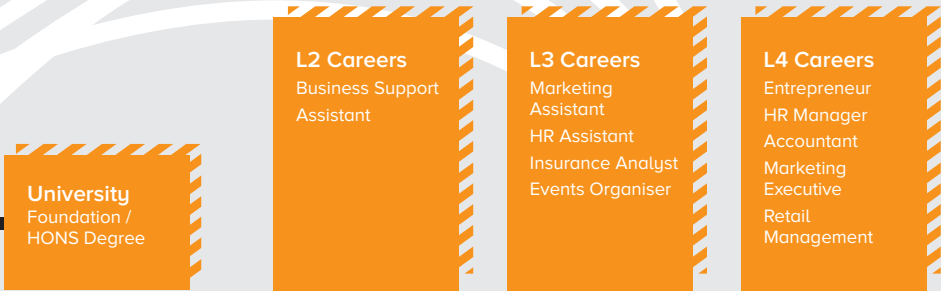 University
Foundation /
HONS Degree
L2 Careers
Business Support
Assistant
L3 Careers
Marketing
Assistant
HR Assistant
Insurance Analyst
Events Organiser
L4 Careers
Entrepreneur
HR Manager
Accountant
Marketing
Executive
Retail
Management